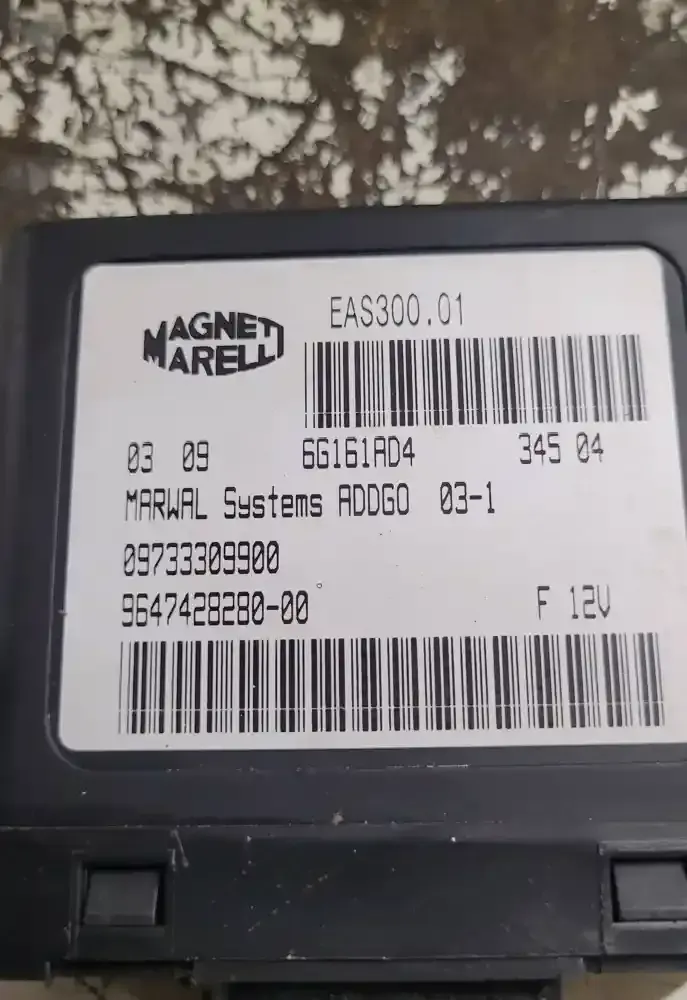 MAGNETI
MARELLI
EAS300.01
03 09 6G161AD4 345 04
MARWAL Systems ADDGO 03-1
09733309900
9647428280-00 F 12V